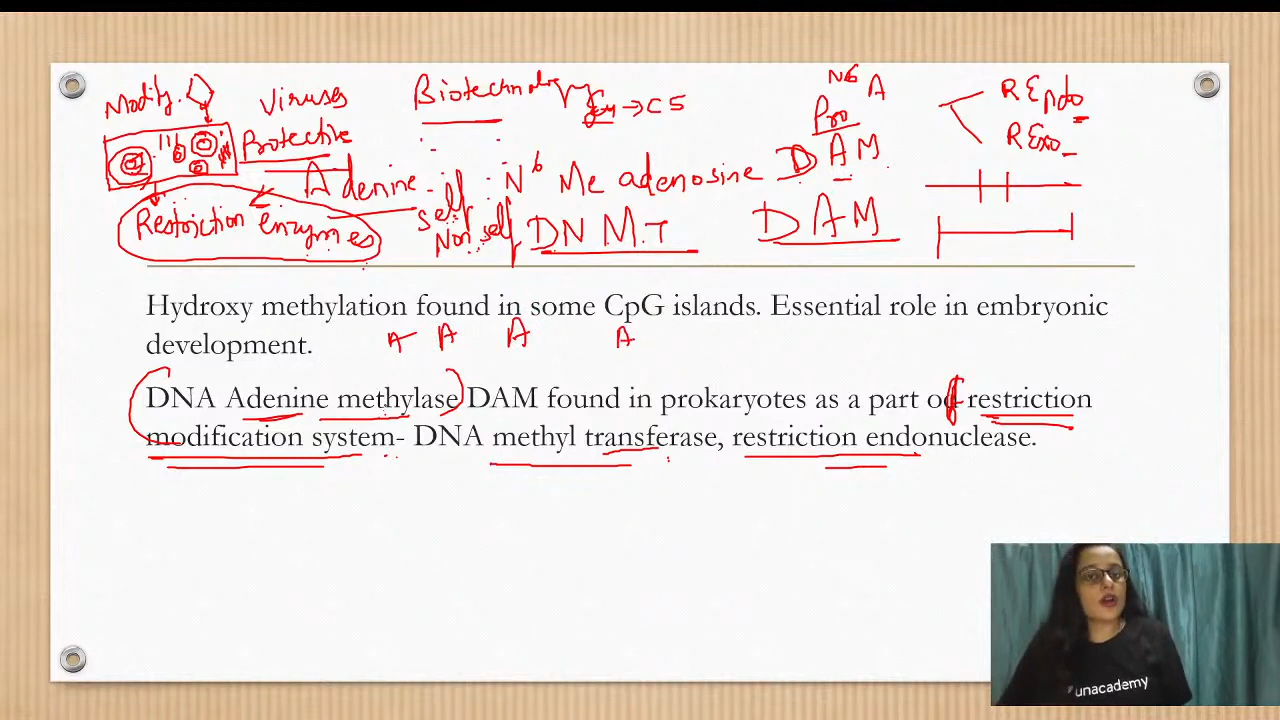 Modify. Viruses Biotechnology Eu → C5 N6 A R Endo
Protective Pro R Exo
Adenine - self N6 Me adenosine DAM
Restriction enzymes Non self DNMT DAM
Hydroxy methylation found in some CpG islands. Essential role in embryonic
development.
A A A A
DNA Adenine methylase DAM found in prokaryotes as a part of restriction
modification system- DNA methyl transferase, restriction endonuclease.
unacademy